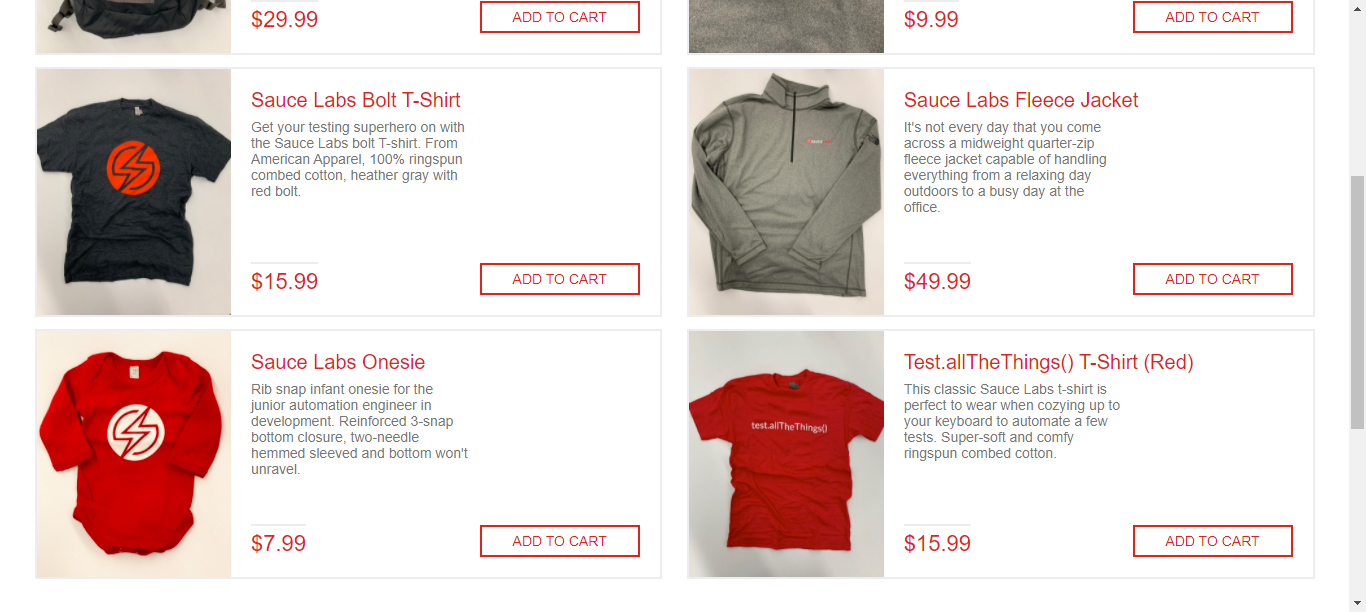 $29.99
ADD TO CART
$9.99
ADD TO CART
Sauce Labs Bolt T-Shirt
Get your testing superhero on with
the Sauce Labs bolt T-shirt. From
American Apparel, 100% ringspun
combed cotton, heather gray with
red bolt.
$15.99
ADD TO CART
Sauce Labs Fleece Jacket
It's not every day that you come
across a midweight quarter-zip
fleece jacket capable of handling
everything from a relaxing day
outdoors to a busy day at the
office.
$49.99
ADD TO CART
Sauce Labs Onesie
Rib snap infant onesie for the
junior automation engineer in
development. Reinforced 3-snap
bottom closure, two-needle
hemmed sleeved and bottom won't
unravel.
$7.99
ADD TO CART
test.allTheThings()
Test.allTheThings() T-Shirt (Red)
This classic Sauce Labs t-shirt is
perfect to wear when cozying up to
your keyboard to automate a few
tests. Super-soft and comfy
ringspun combed cotton.
$15.99
ADD TO CART